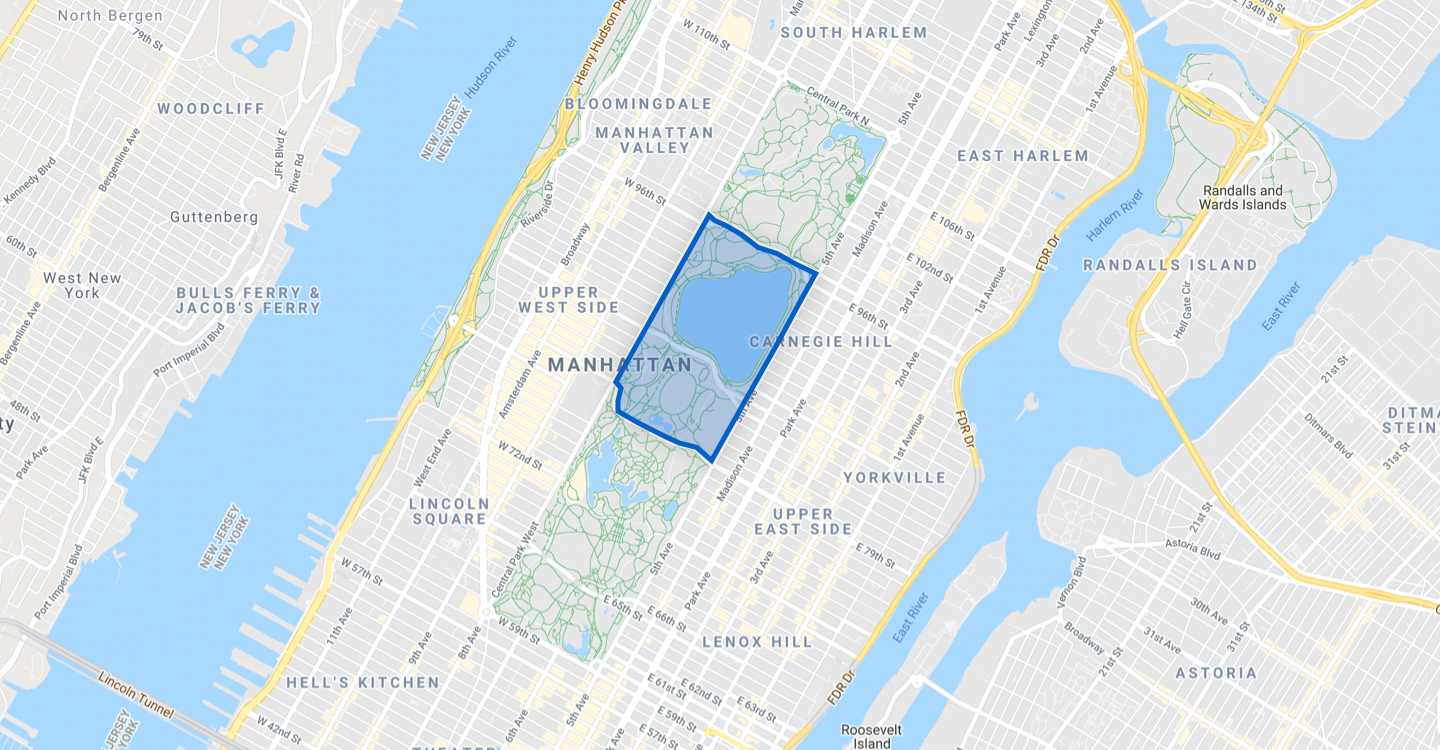 North Bergen
79th St
WOODCLIFF
Hudson River
NEW JERSEY
NEW YORK
Henry Hudson
W 110th St
SOUTH HARLEM
Park Ave
Lexington
3rd Ave
2nd Ave
1st Avenue
E 134th St
BLOOMINGDALE
MANHATTAN
VALLEY
Central Park N
5th Ave
EAST HARLEM
Bergenline Ave
Kennedy Blvd
JFK Blvd E
River Rd
Guttenberg
60th St
West New
York
BULLS FERRY &
JACOB'S FERRY
Port Imperial Blvd
Bergenline Ave
Riverside Dr
W 96th St
Broadway
UPPER
WEST SIDE
Madison Ave
5th Ave
E 106th St
E 102nd St
3rd Ave
1st Avenue
FDR Dr
Harlem River
Randalls and
Wards Islands
RANDALLS ISLAND
Hell Gate Cir
East River
E 96th St
CARNEGIE HILL
MANHATTAN
Amsterdam Ave
5th Ave
Park Ave
2nd Ave
1st Avenue
FDR Dr
21st St
DITMA
STEIN
Ditmars Blvd
31st St
48th St
Park Ave
JFK Blvd E
West End Ave
W 72nd St
LINCOLN
SQUARE
Madison Ave
YORKVILLE
UPPER
EAST SIDE
E 79th St
3rd Ave
21st St
Astoria Blvd
Vernon Blvd
NEW JERSEY
NEW YORK
Port Imperial Blvd
W 57th St
Central Park West
5th Ave
Park Ave
E 65th St
E 66th St
W 59th St
LENOX HILL
East River
30th Ave
31st Ave
31st St
Broadway
21st St
ASTORIA
11th Ave
9th Ave
8th Ave
HELL'S KITCHEN
Lincoln Tunnel
W 42nd St
5th Ave
E 61st St
E 62nd St
E 63rd St
E 59th St
E 57th St
FDR Dr
Roosevelt
Island
NEW JERSEY